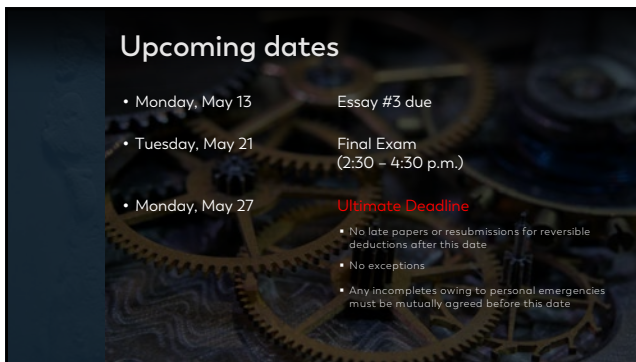 Upcoming dates
• Monday, May 13 Essay #3 due
• Tuesday, May 21 Final Exam
(2:30 – 4:30 p.m.)
• Monday, May 27 Ultimate Deadline
▪ No late papers or resubmissions for reversible
deductions after this date
▪ No exceptions
▪ Any incompletes owing to personal emergencies
must be mutually agreed before this date